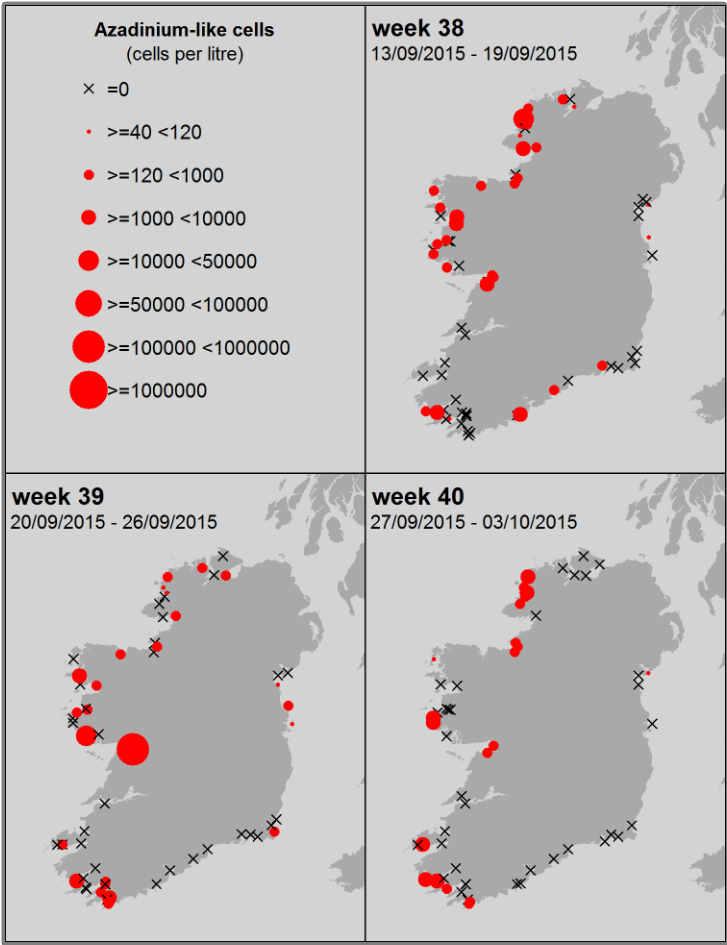 Azadinium-like cells
(cells per litre)
=0
>=40 <120
>=120 <1000
>=1000 <10000
>=10000 <50000
>=50000 <100000
>=100000 <1000000
>=1000000
week 38
13/09/2015 - 19/09/2015
week 39
20/09/2015 - 26/09/2015
week 40
27/09/2015 - 03/10/2015